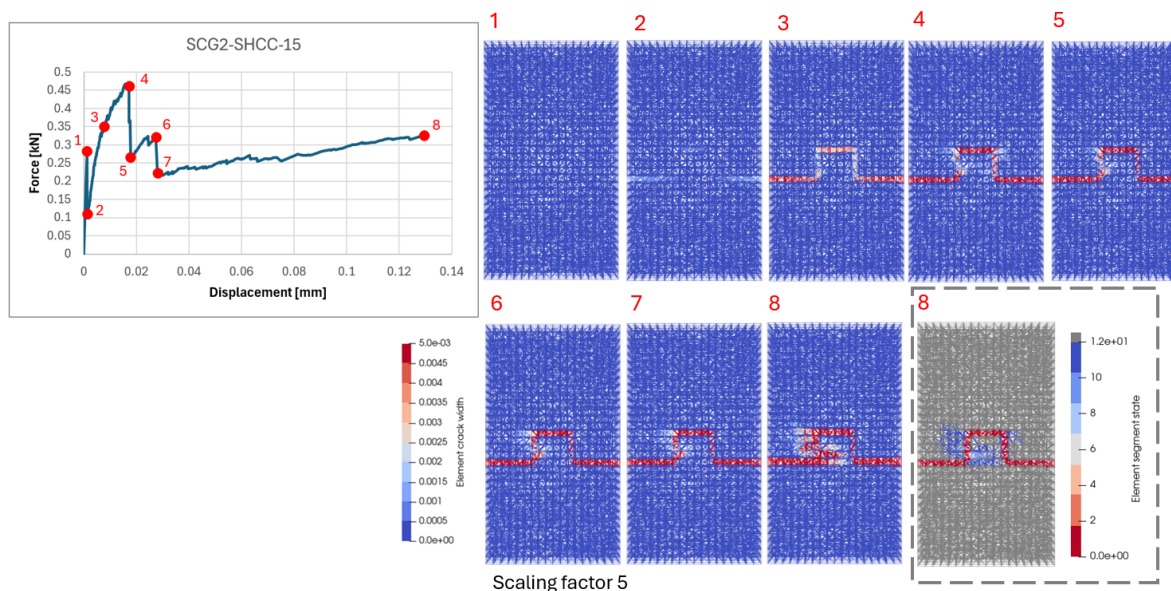 SCG2-SHCC-15
Force [kN]
0.5
0.45
0.4
0.35
0.3
0.25
0.2
0.15
0.1
0.05
0
1
2
3
4
5
6
7
8
0 0.02 0.04 0.06 0.08 0.1 0.12 0.14
Displacement [mm]
1 2 3 4 5
6 7 8 8
5.0e-03
0.0045
0.004
0.0035
0.003
0.0025
0.002
0.0015
0.001
0.0005
0.0e+00
Element crack width
1.2e+01
10
8
6
4
2
0.0e+00
Element segment state
Scaling factor 5